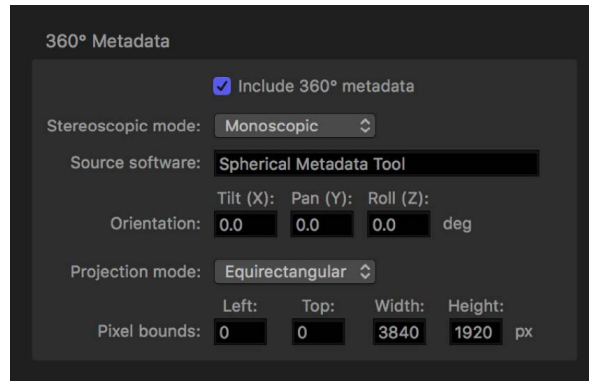 360° Metadata
Include 360° metadata
Stereoscopic mode: Monoscopic
Source software: Spherical Metadata Tool
Tilt (X): Pan (Y): Roll (Z):
Orientation: 0.0 0.0 0.0 deg
Projection mode: Equirectangular
Left: Top: Width: Height:
Pixel bounds: 0 0 3840 1920 px